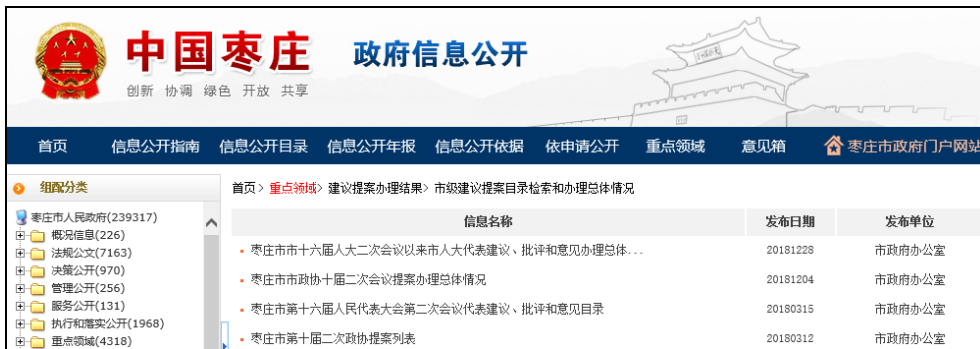 中国枣庄 政府信息公开
创新 协调 绿色 开放 共享
首页 信息公开指南 信息公开目录 信息公开年报 信息公开依据 依申请公开 重点领域 意见箱 枣庄市政府门户网站
组配分类
首页> 重点领域> 建议提案办理结果> 市级建议提案目录检索和办理总体情况
枣庄市人民政府(239317)
概况信息(226)
法规公文(7163)
决策公开(970)
管理公开(256)
服务公开(131)
执行和落实公开(1968)
重点领域(4318)
信息名称 发布日期 发布单位
枣庄市市十六届人大二次会议以来市人大代表建议、批评和意见办理总体... 20181228 市政府办公室
枣庄市市政协十届二次会议提案办理总体情况 20181204 市政府办公室
枣庄市第十六届人民代表大会第二次会议代表建议、批评和意见目录 20180315 市政府办公室
枣庄市第十届二次政协提案列表 20180312 市政府办公室